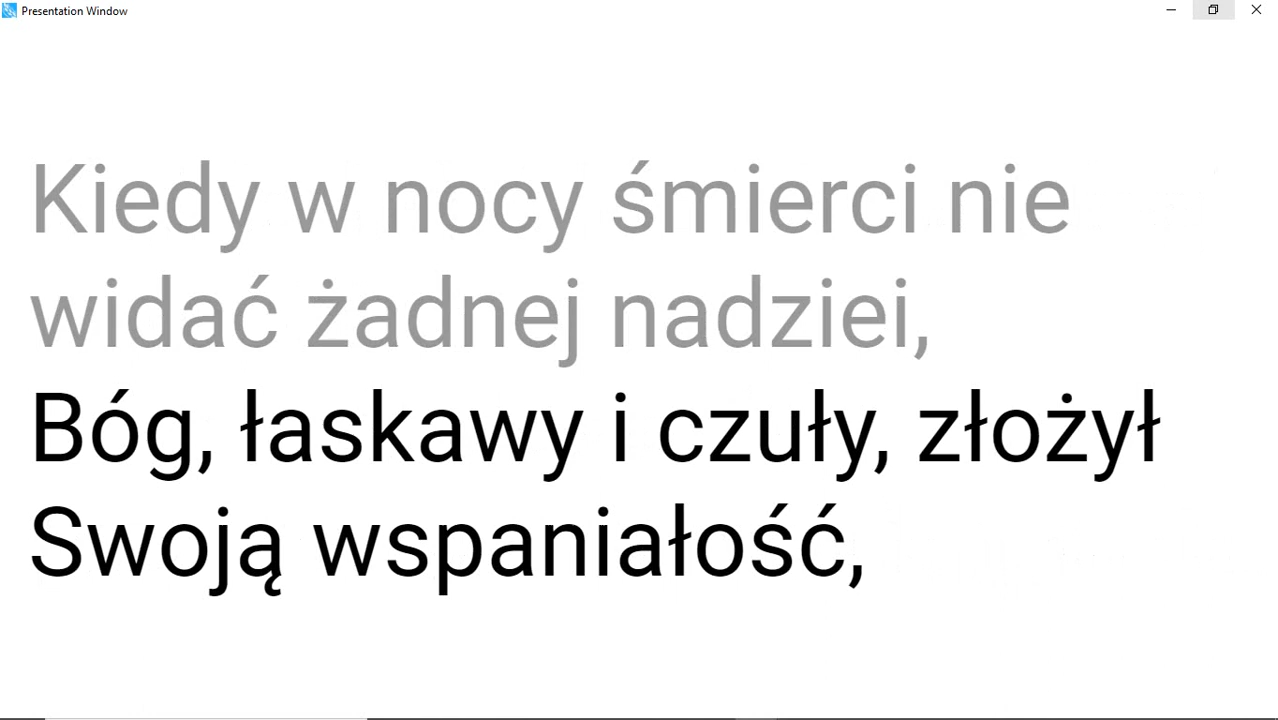 Presentation Window
Kiedy w nocy śmierci nie
widać żadnej nadziei,
Bóg, łaskawy i czuły, złożył
Swoją wspaniałość,